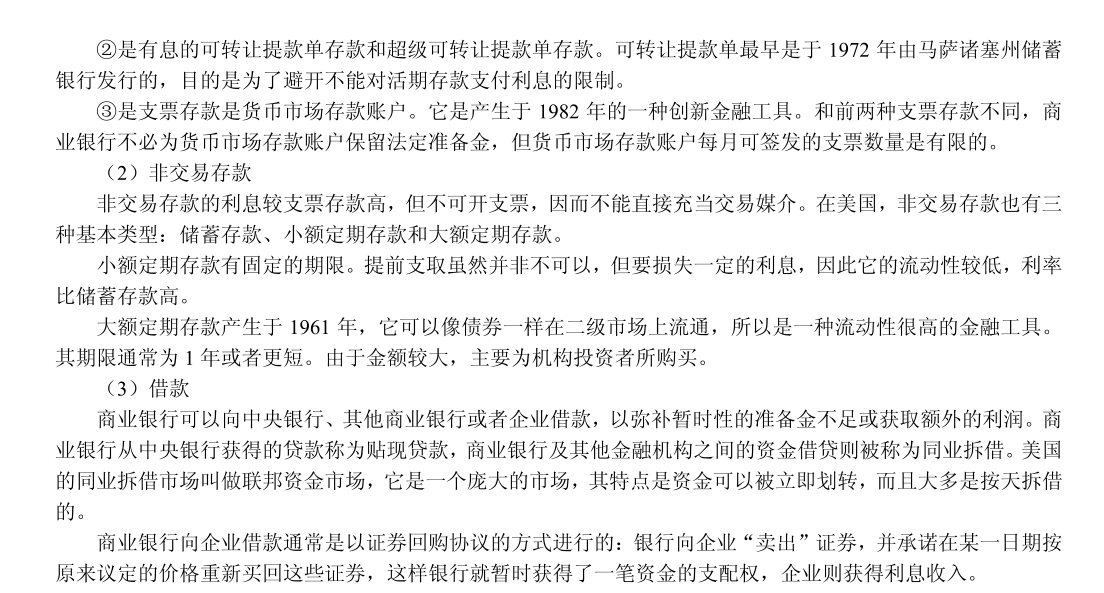 ②是有息的可转让提款单存款和超级可转让提款单存款。可转让提款单最早是于 1972 年由马萨诸塞州储蓄
银行发行的，目的是为了避开不能对活期存款支付利息的限制。
③是支票存款是货币市场存款账户。它是产生于 1982 年的一种创新金融工具。和前两种支票存款不同，商
业银行不必为货币市场存款账户保留法定准备金，但货币市场存款账户每月可签发的支票数量是有限的。
（2）非交易存款
非交易存款的利息较支票存款高，但不可开支票，因而不能直接充当交易媒介。在美国，非交易存款也有三
种基本类型：储蓄存款、小额定期存款和大额定期存款。
小额定期存款有固定的期限。提前支取虽然并非不可以，但要损失一定的利息，因此它的流动性较低，利率
比储蓄存款高。
大额定期存款产生于 1961 年，它可以像债券一样在二级市场上流通，所以是一种流动性很高的金融工具。
其期限通常为 1 年或者更短。由于金额较大，主要为机构投资者所购买。
（3）借款
商业银行可以向中央银行、其他商业银行或者企业借款，以弥补暂时性的准备金不足或获取额外的利润。商
业银行从中央银行获得的贷款称为贴现贷款，商业银行及其他金融机构之间的资金借贷则被称为同业拆借。美国
的同业拆借市场叫做联邦资金市场，它是一个庞大的市场，其特点是资金可以被立即划转，而且大多是按天拆借
的。
商业银行向企业借款通常是以证券回购协议的方式进行的：银行向企业“卖出”证券，并承诺在某一日期按
原来议定的价格重新买回这些证券，这样银行就暂时获得了一笔资金的支配权，企业则获得利息收入。